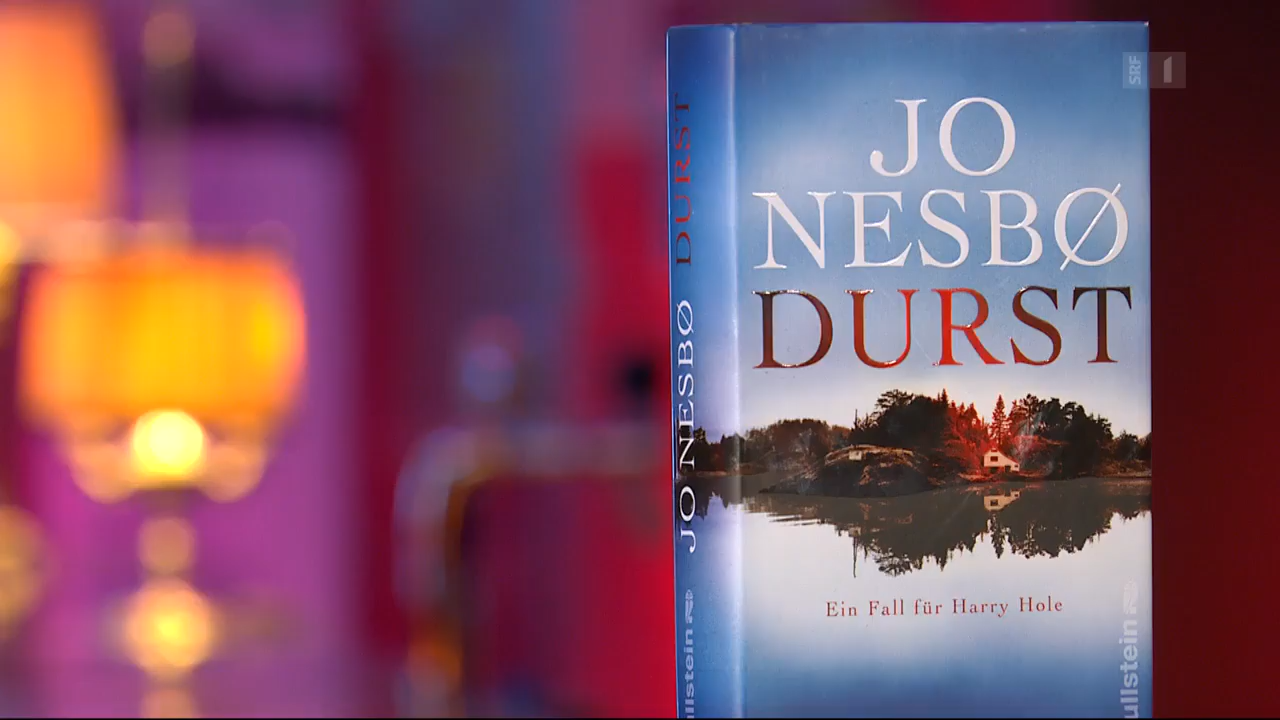 JO
NESBØ
DURST
Ein Fall für Harry Hole
ullstein
JO NESBØ DURST
ullstein
SRF 1